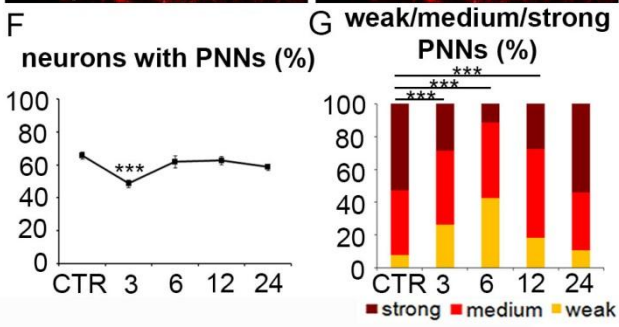 F
neurons with PNNs (%)
100
80
60
40
20
0
***
CTR 3 6 12 24
G
weak/medium/strong
PNNs (%)
***
***
***
100
80
60
40
20
0
CTR 3 6 12 24
strong medium weak